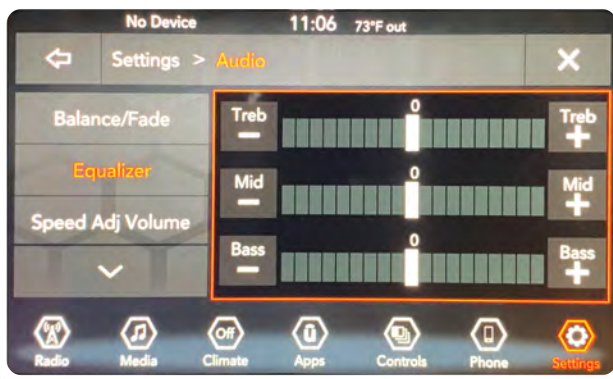 No Device 11:06 73°F out
Settings > Audio
Balance/Fade
Equalizer
Speed Adj Volume
Treb − 0 Treb +
Mid − 0 Mid +
Bass − 0 Bass +
Radio Media Off Climate Apps Controls Phone Settings